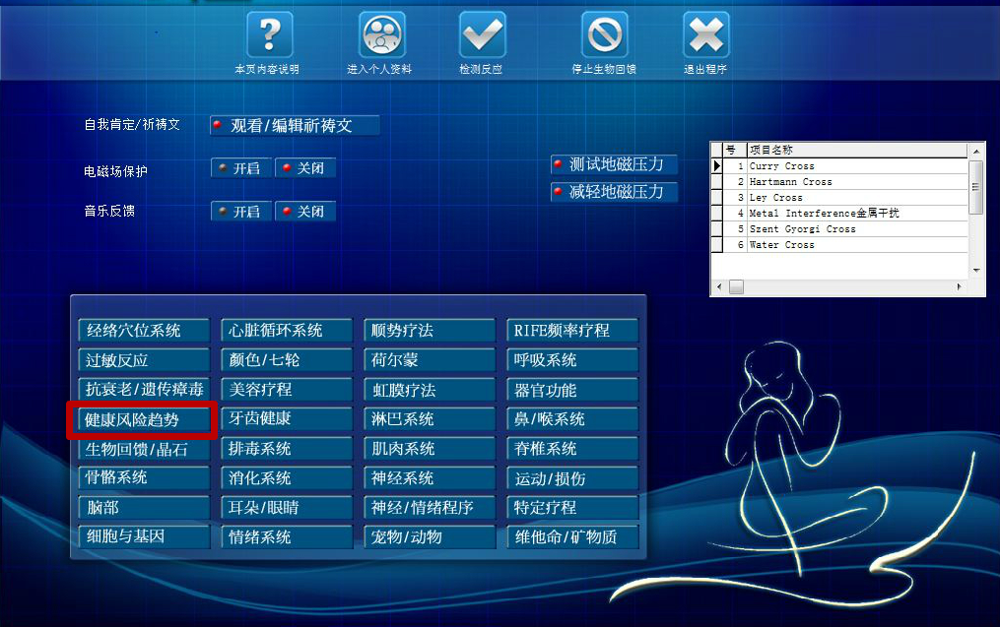 本页内容说明
进入个人资料
检测反应
停止生物回馈
退出程序
自我肯定/祈祷文
观看/编辑祈祷文
电磁场保护
开启
关闭
测试地磁压力
减轻地磁压力
音乐反馈
开启
关闭
号 项目名称
1 Curry Cross
2 Hartmann Cross
3 Ley Cross
4 Metal Interference金属干扰
5 Szent Gyorgi Cross
6 Water Cross
经络穴位系统
心脏循环系统
顺势疗法
RIFE频率疗程
过敏反应
颜色/七轮
荷尔蒙
呼吸系统
抗衰老/遗传瘴毒
美容疗程
虹膜疗法
器官功能
健康风险趋势
牙齿健康
淋巴系统
鼻/喉系统
生物回馈/晶石
排毒系统
肌肉系统
脊椎系统
骨骼系统
消化系统
神经系统
运动/损伤
脑部
耳朵/眼睛
神经/情绪程序
特定疗程
细胞与基因
情绪系统
宠物/动物
维他命/矿物质